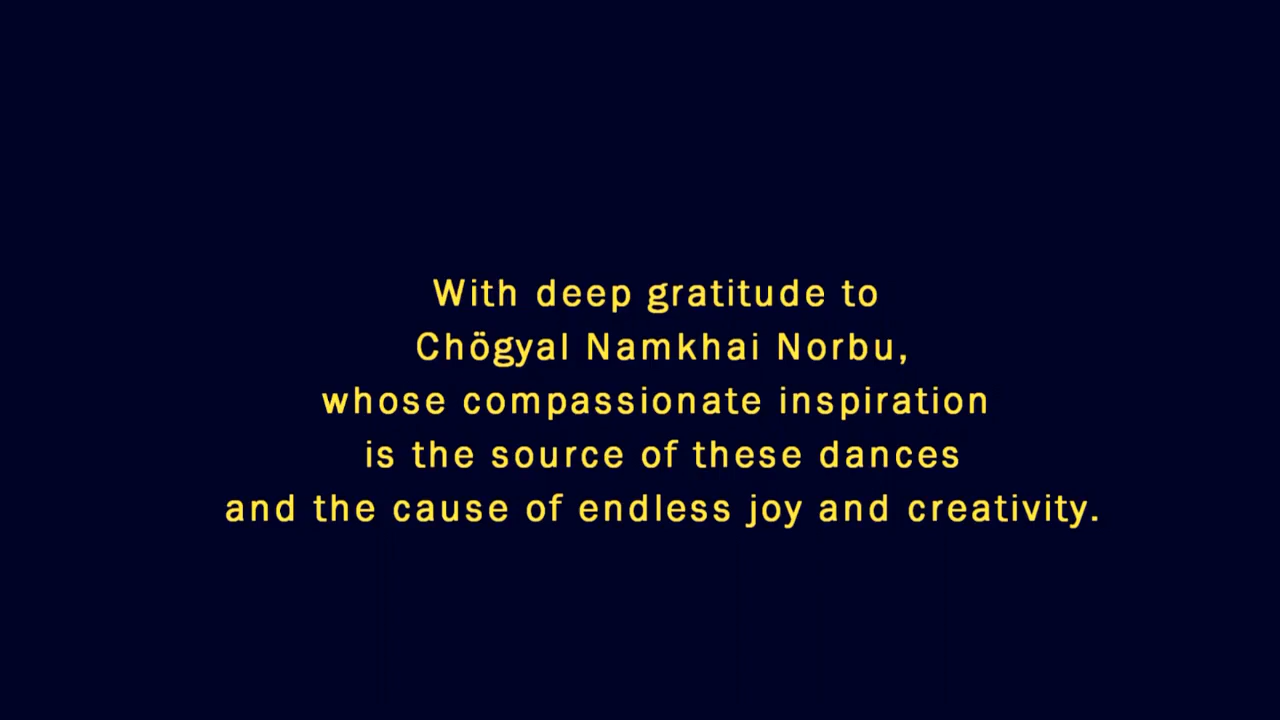 With deep gratitude to
Chögyal Namkhai Norbu,
whose compassionate inspiration
is the source of these dances
and the cause of endless joy and creativity.